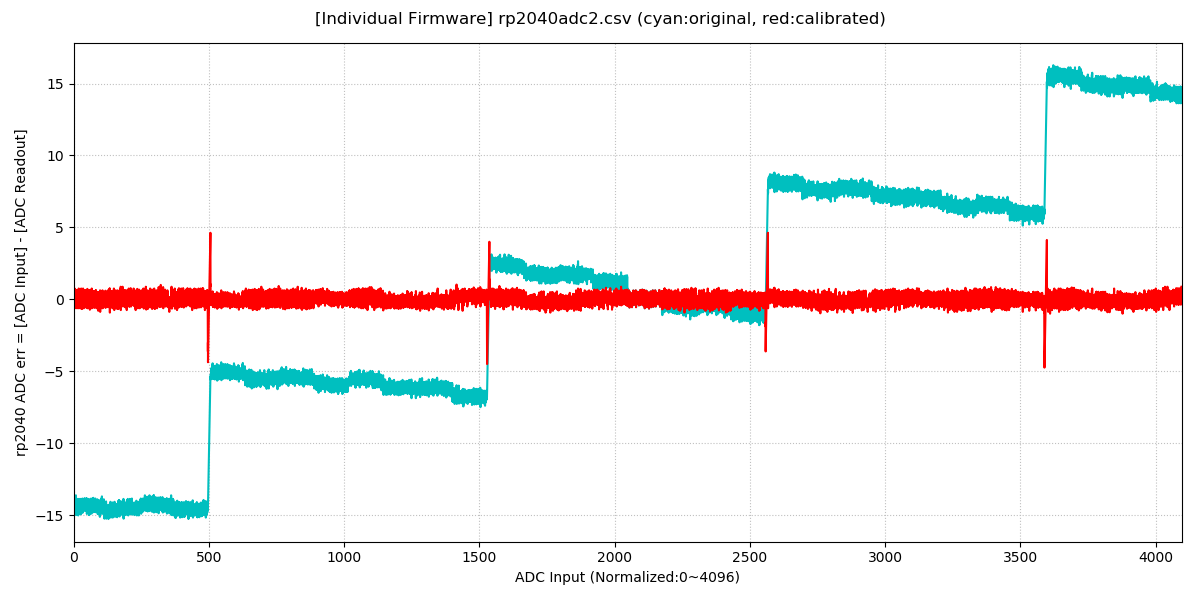 [Individual Firmware] rp2040adc2.csv (cyan:original, red:calibrated)
rp2040 ADC err = [ADC Input] - [ADC Readout]
15
10
5
0
−5
−10
−15
0 500 1000 1500 2000 2500 3000 3500 4000
ADC Input (Normalized:0~4096)